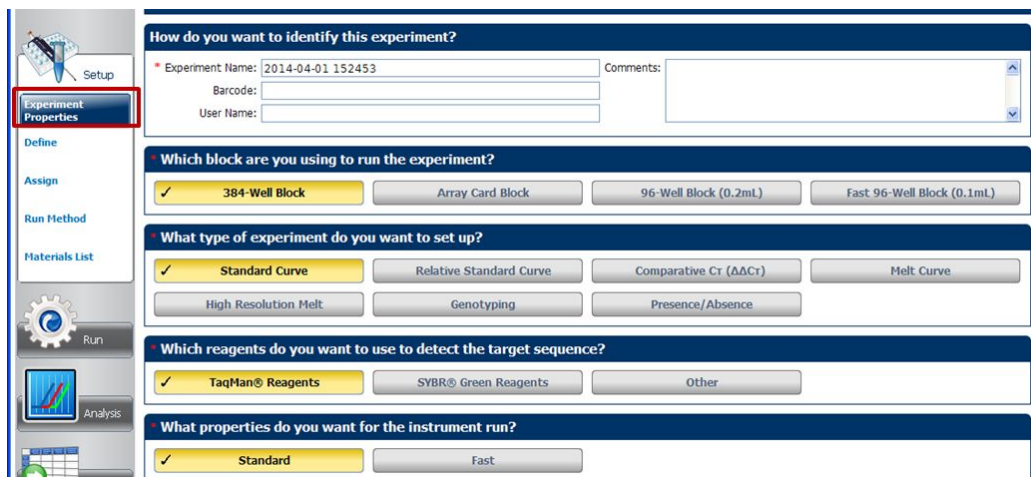 Setup
Experiment
Properties
Define
Assign
Run Method
Materials List
Run
Analysis
How do you want to identify this experiment?
* Experiment Name: 2014-04-01 152453
Comments:
Barcode:
User Name:
* Which block are you using to run the experiment?
✓ 384-Well Block
Array Card Block
96-Well Block (0.2mL)
Fast 96-Well Block (0.1mL)
* What type of experiment do you want to set up?
✓ Standard Curve
Relative Standard Curve
Comparative Cᴛ (ΔΔCᴛ)
Melt Curve
High Resolution Melt
Genotyping
Presence/Absence
* Which reagents do you want to use to detect the target sequence?
✓ TaqMan® Reagents
SYBR® Green Reagents
Other
* What properties do you want for the instrument run?
✓ Standard
Fast